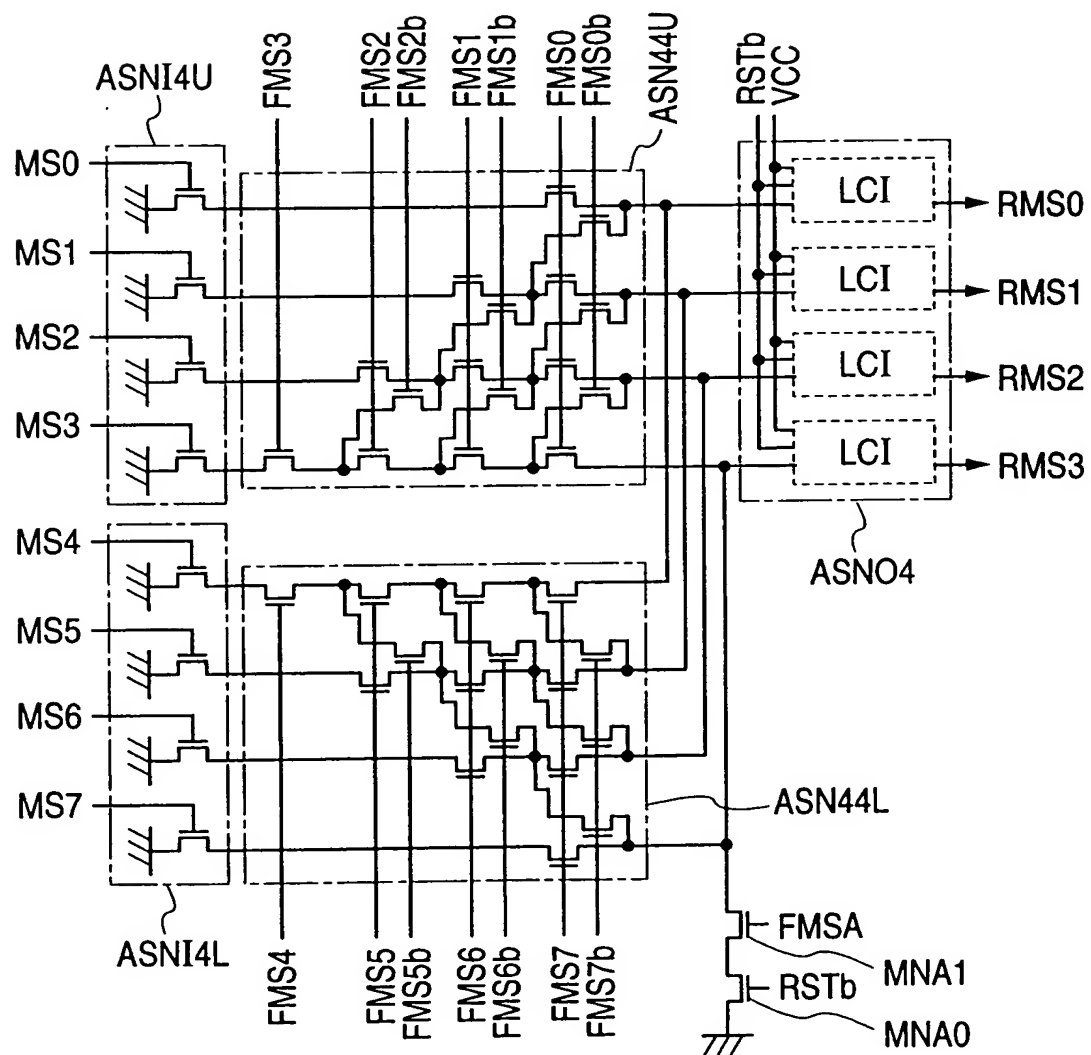 FMS3
FMS2
FMS2b
FMS1
FMS1b
FMS0
FMS0b
ASN44U
RSTb
VCC
ASNI4U
MS0
LCI
RMS0
MS1
LCI
RMS1
MS2
LCI
RMS2
MS3
LCI
RMS3
MS4
ASNO4
MS5
MS6
MS7
ASN44L
ASNI4L
FMS4
FMS5
FMS5b
FMS6
FMS6b
FMS7
FMS7b
FMSA
MNA1
RSTb
MNA0